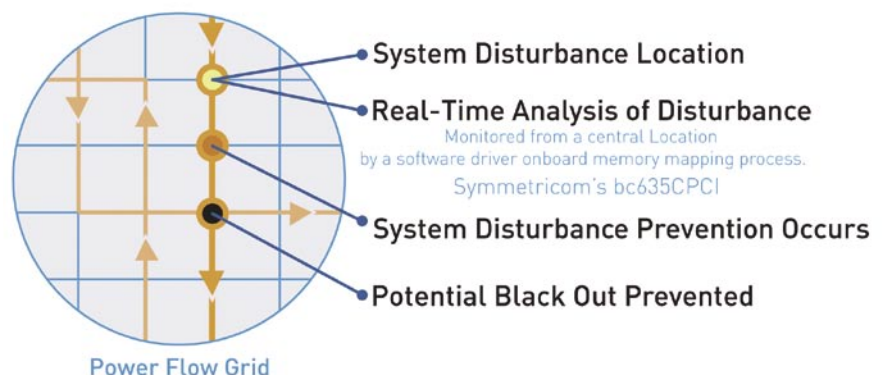 System Disturbance Location
Real-Time Analysis of Disturbance
Monitored from a central Location
by a software driver onboard memory mapping process.
Symmetricom's bc635CPCI
System Disturbance Prevention Occurs
Potential Black Out Prevented
Power Flow Grid